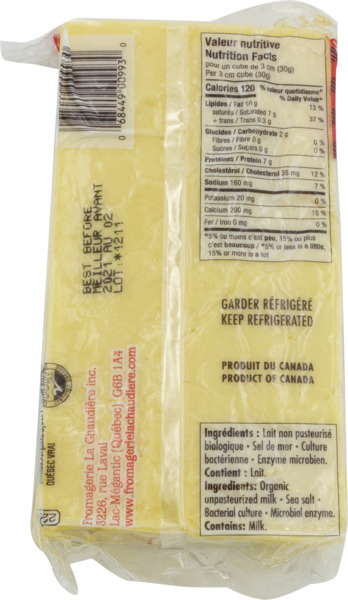 Valeur nutritive
Nutrition Facts
pour un cube de 3 cm (30g)
Per 3 cm cube (30g)
Calories 120
% valeur quotidienne*
% Daily Value*
Lipides / Fat 10 g 13 %
saturés / Saturated 7 g
+ trans / Trans 0.3 g 37 %
Glucides / Carbohydrate 2 g
Fibres / Fibre 0 g 0 %
Sucres / Sugars 0 g 0 %
Protéines / Protein 7 g
Cholestérol / Cholesterol 35 mg 12 %
Sodium 160 mg 7 %
Potassium 20 mg 0 %
Calcium 200 mg 15 %
Fer / Iron 0 mg 0 %
*5% ou moins c'est peu, 15% ou plus
c'est beaucoup / *5% or less is a little,
15% or more is a lot
GARDER RÉFRIGÉRÉ
KEEP REFRIGERATED
PRODUIT DU CANADA
PRODUCT OF CANADA
Ingrédients : Lait non pasteurisé
biologique • Sel de mer • Culture
bactérienne • Enzyme microbien.
Contient : Lait.
Ingredients: Organic
unpasteurized milk • Sea salt •
Bacterial culture • Microbial enzyme.
Contains: Milk.
0 68449 00993 0
BEST BEFORE
MEILLEUR AVANT
2021 AU 02
LOT:*1211
Fromagerie La Chaudière inc.
3226, rue Laval
Lac-Mégantic (Québec) G6B 1A4
www.fromagerielachaudiere.com
QUÉBEC VRAI